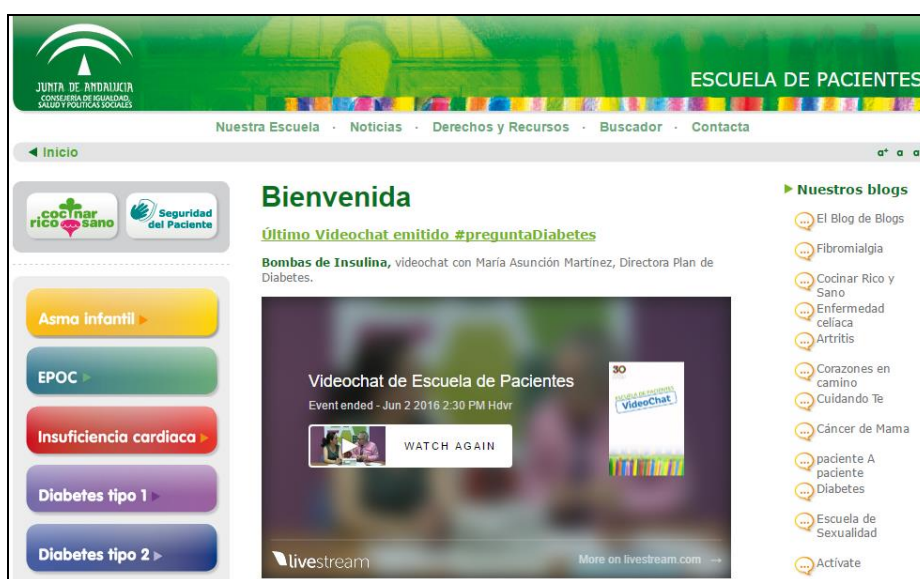 JUNTA DE ANDALUCIA
CONSEJERÍA DE IGUALDAD,
SALUD Y POLÍTICAS SOCIALES
ESCUELA DE PACIENTES
Nuestra Escuela · Noticias · Derechos y Recursos · Buscador · Contacta
Inicio
a+ a a
cocinar
rico sano
Seguridad
del Paciente
Asma infantil
EPOC
Insuficiencia cardiaca
Diabetes tipo 1
Diabetes tipo 2
Bienvenida
Último Videochat emitido #preguntaDiabetes
Bombas de Insulina, videochat con María Asunción Martínez, Directora Plan de
Diabetes.
Videochat de Escuela de Pacientes
Event ended - Jun 2 2016 2:30 PM Hdvr
WATCH AGAIN
30
ESCUELA DE PACIENTES
VideoChat
livestream
More on livestream.com →
Nuestros blogs
El Blog de Blogs
Fibromialgia
Cocinar Rico y
Sano
Enfermedad
celíaca
Artritis
Corazones en
camino
Cuidando Te
Cáncer de Mama
paciente A
paciente
Diabetes
Escuela de
Sexualidad
Actívate